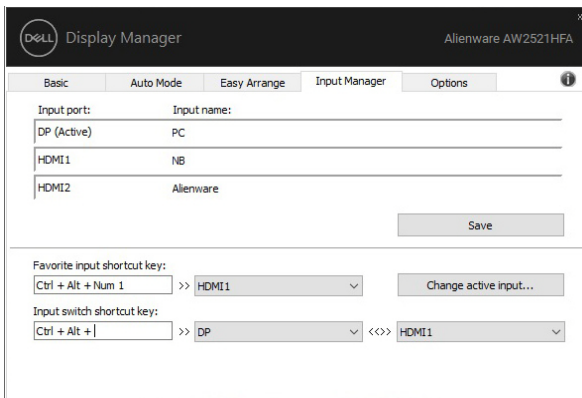 DELL Display Manager Alienware AW2521HFA
Basic Auto Mode Easy Arrange Input Manager Options
Input port: Input name:
DP (Active) PC
HDMI1 NB
HDMI2 Alienware
Save
Favorite input shortcut key:
Ctrl + Alt + Num 1 >> HDMI1 Change active input...
Input switch shortcut key:
Ctrl + Alt + >> DP <<>> HDMI1